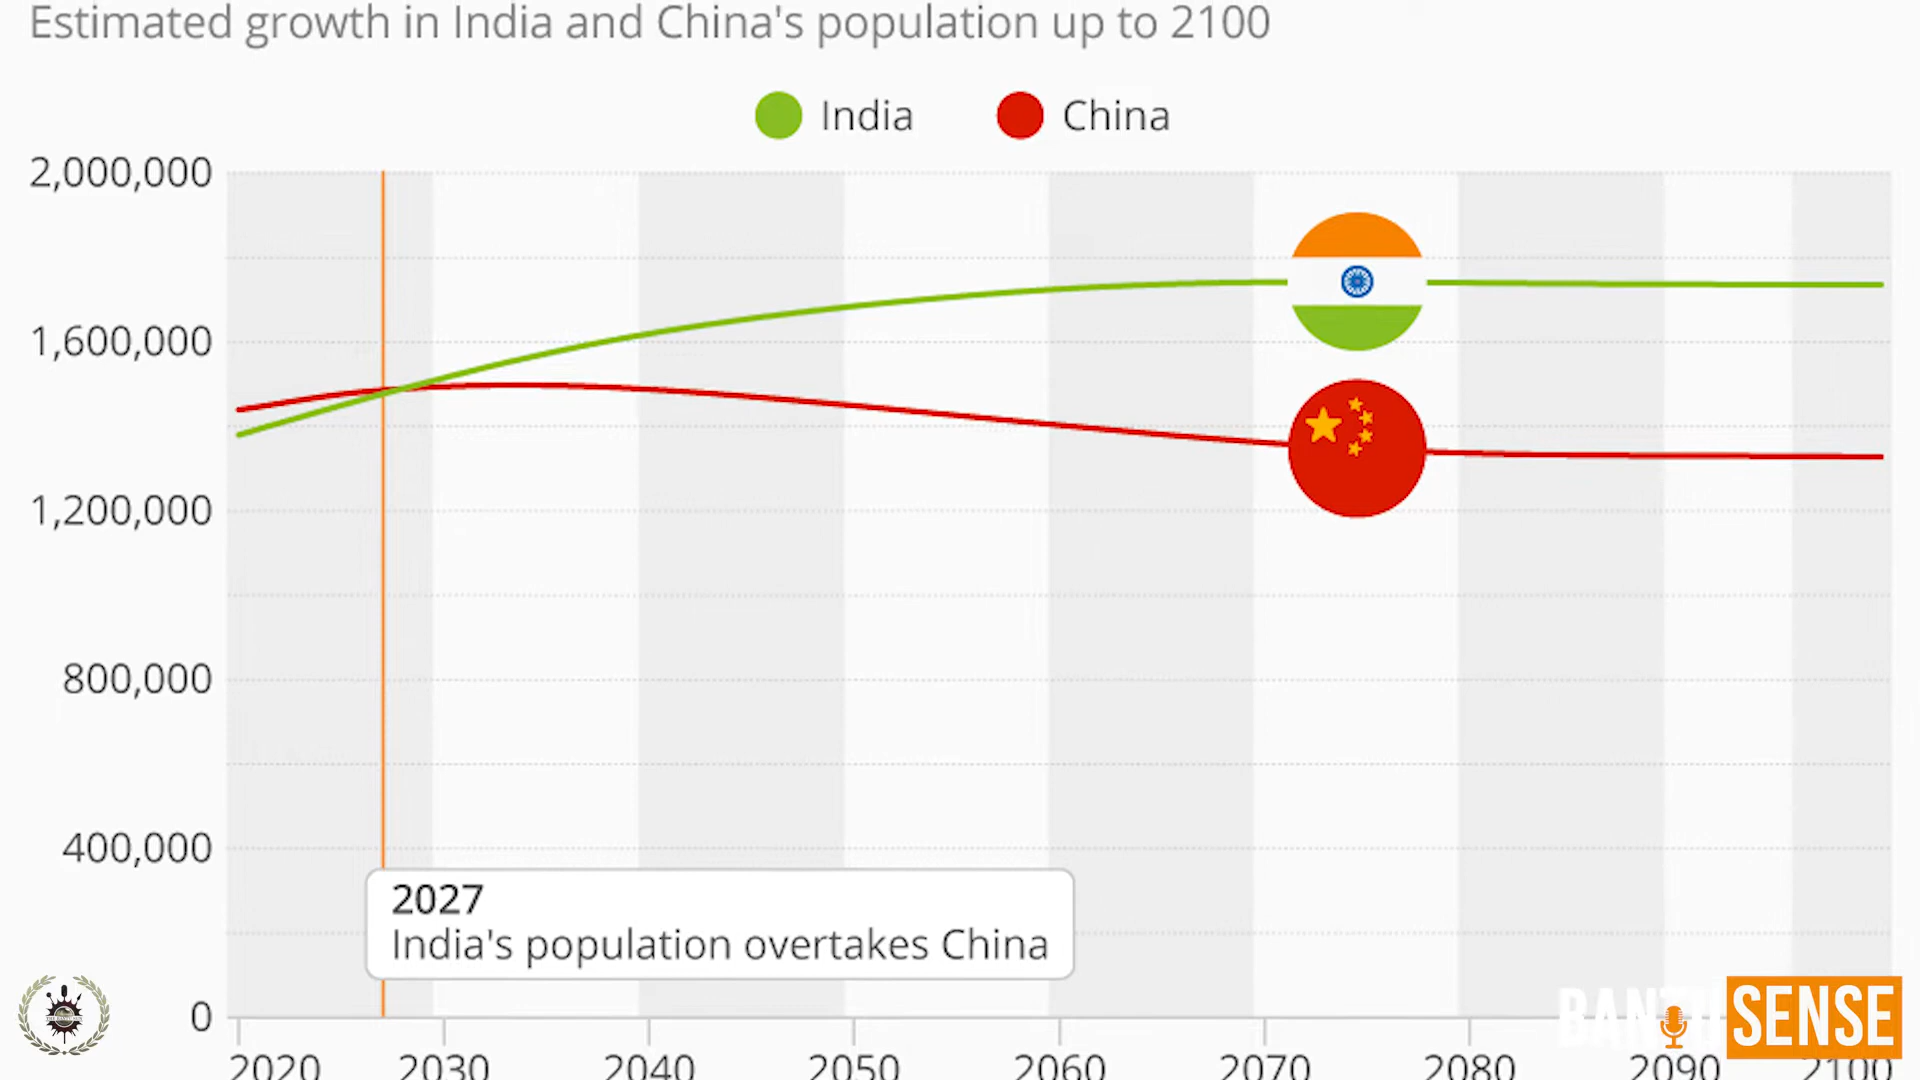 Estimated growth in India and China's population up to 2100
India China
2,000,000
1,600,000
1,200,000
800,000
400,000
2027
India's population overtakes China
0
BANTU SENSE
2020 2030 2040 2050 2060 2070 2080 2090 2100